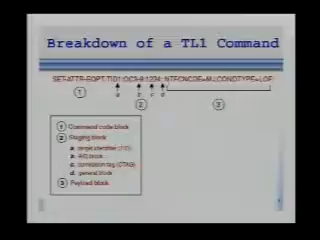 Breakdown of a TL1 Command
SET-ATTR-EQPT:TID1:OC3-8:1234::NTFCNCDE=MJ,CONDTYPE=LOF
a b c d
1 2 3
1 Command code block
2 Staging block
a. target identifier (TID)
b. AID block
c. correlation tag (CTAG)
d. general block
3 Payload block